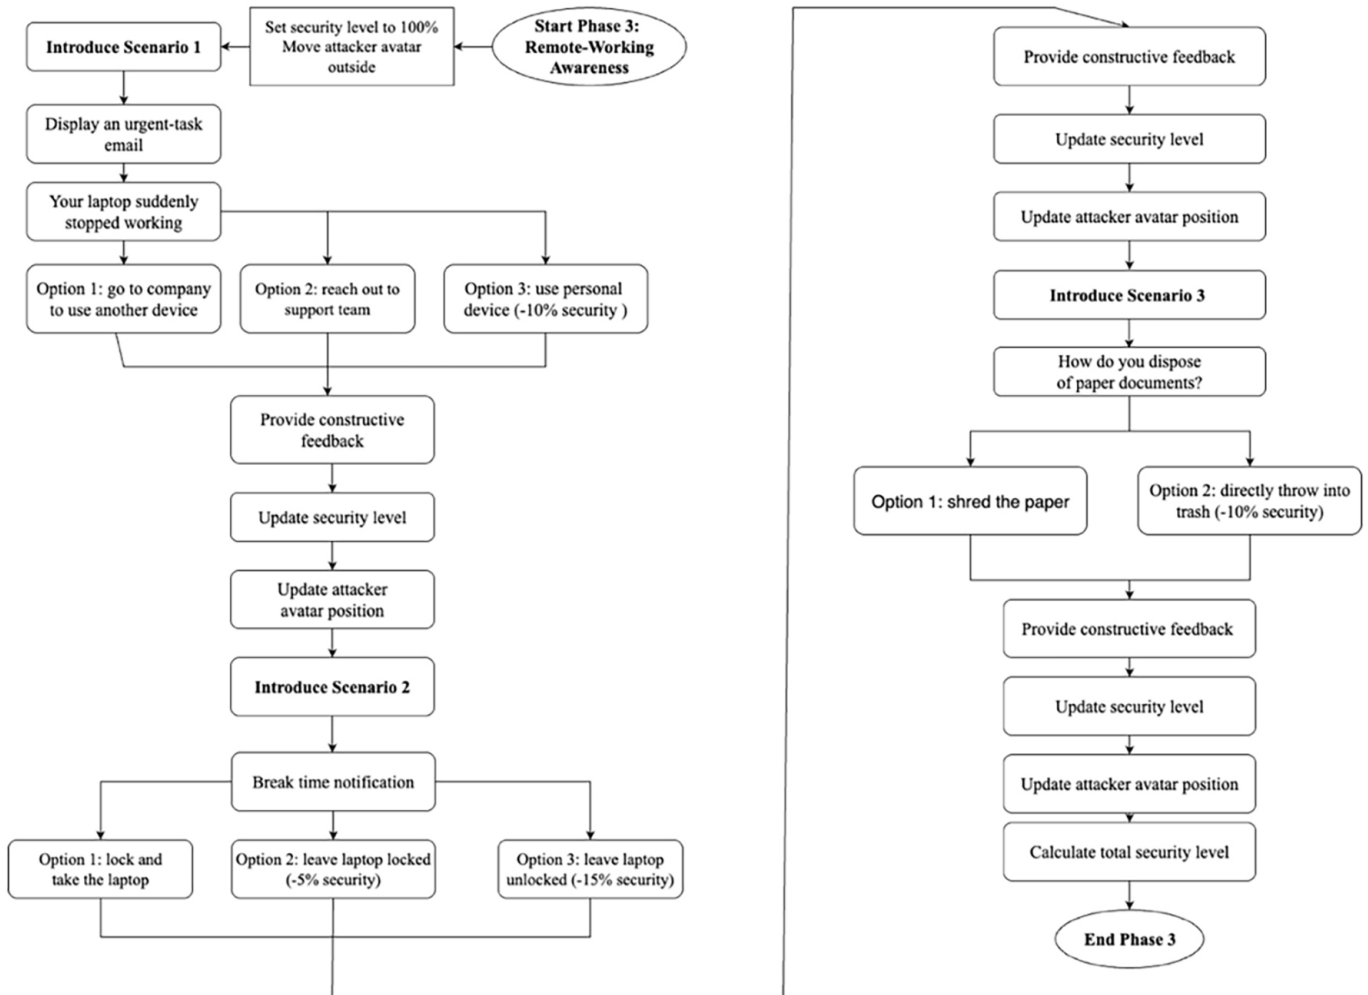 Start Phase 3:
Remote-Working
Awareness
Set security level to 100%
Move attacker avatar
outside
Introduce Scenario 1
Display an urgent-task
email
Your laptop suddenly
stopped working
Option 1: go to company
to use another device
Option 2: reach out to
support team
Option 3: use personal
device (-10% security )
Provide constructive
feedback
Update security level
Update attacker
avatar position
Introduce Scenario 2
Break time notification
Option 1: lock and
take the laptop
Option 2: leave laptop locked
(-5% security)
Option 3: leave laptop
unlocked (-15% security)
Provide constructive feedback
Update security level
Update attacker avatar position
Introduce Scenario 3
How do you dispose
of paper documents?
Option 1: shred the paper
Option 2: directly throw into
trash (-10% security)
Provide constructive feedback
Update security level
Update attacker avatar position
Calculate total security level
End Phase 3